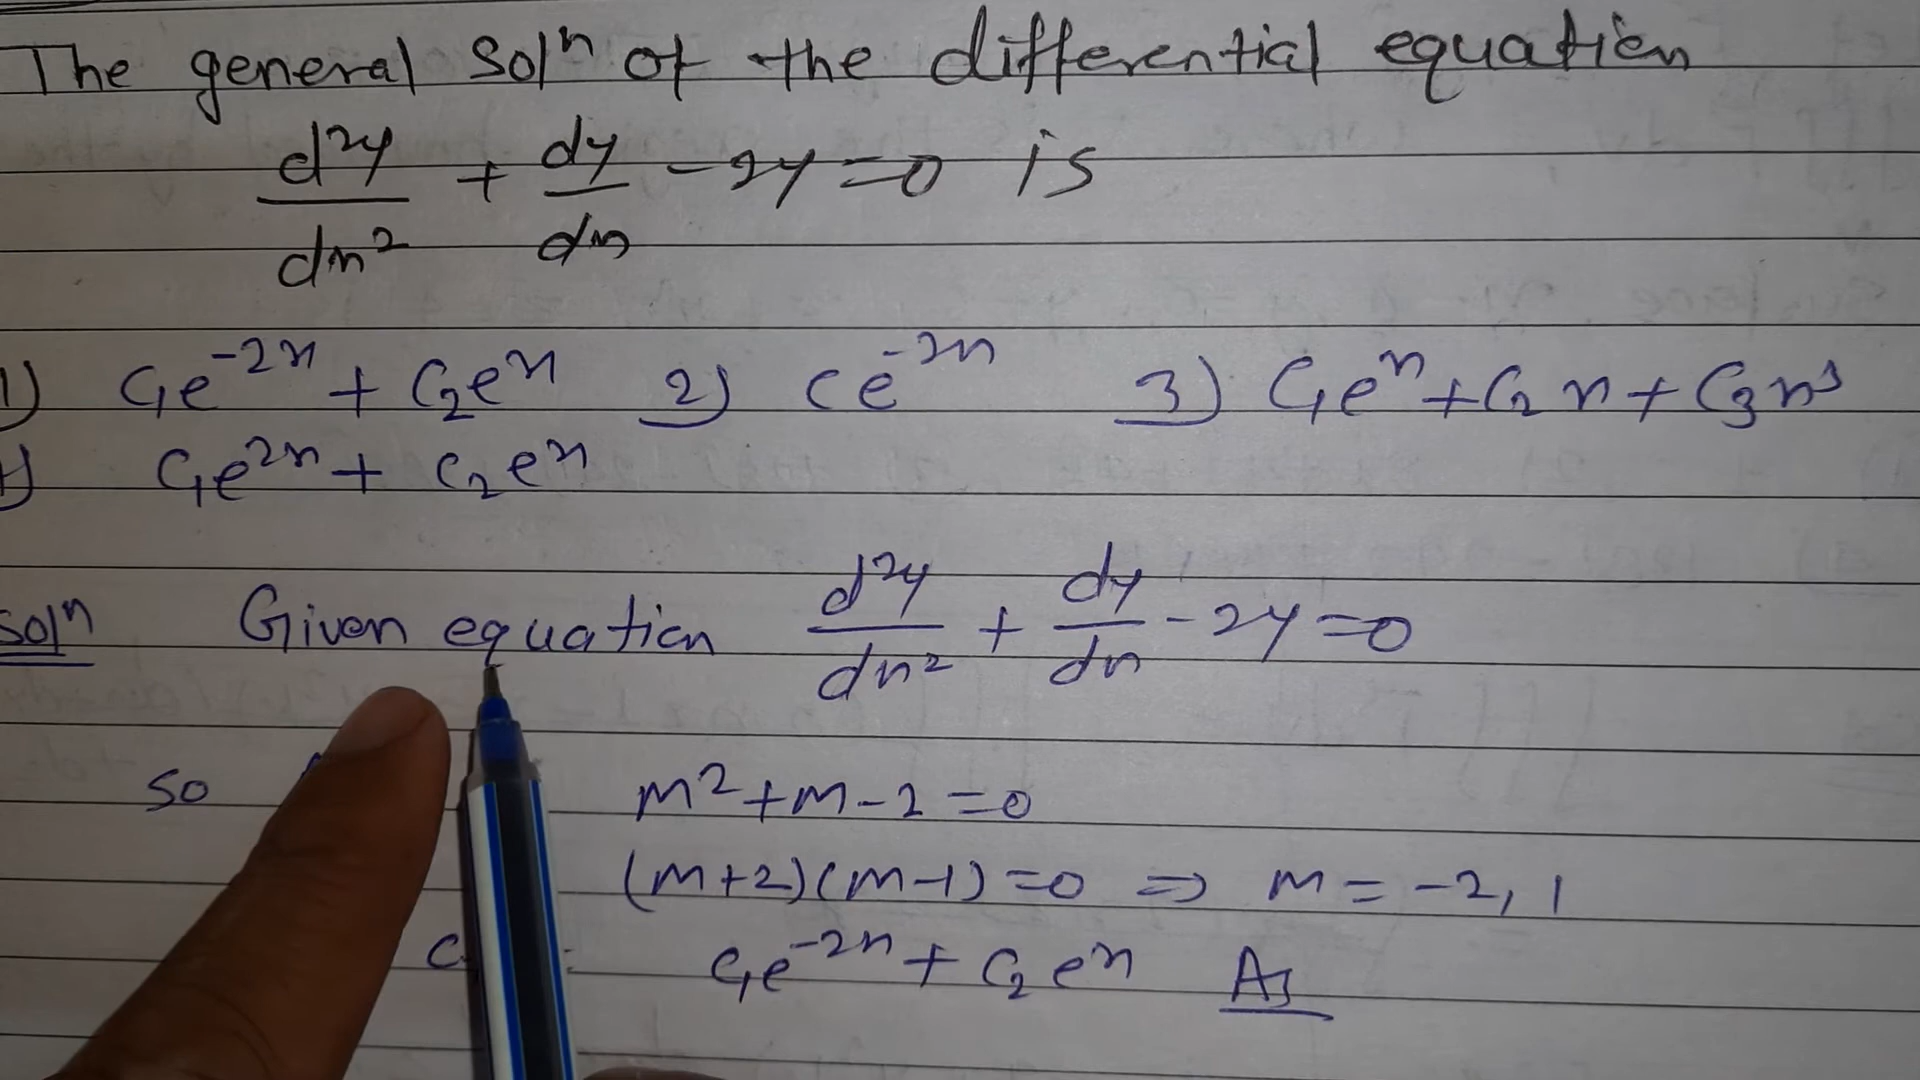 The general Solⁿ of the differential equation
d²y/dx² + dy/dx - 2y = 0 is
1) C₁e⁻²ˣ + C₂eˣ 2) ce⁻²ˣ 3) C₁eˣ + C₂x + C₃x³
C₁e²ˣ + C₂eˣ
Solⁿ Given equation d²y/dx² + dy/dx - 2y = 0
so m² + m - 2 = 0
(m+2)(m-1) = 0 ⇒ m = -2, 1
C₁e⁻²ˣ + C₂eˣ